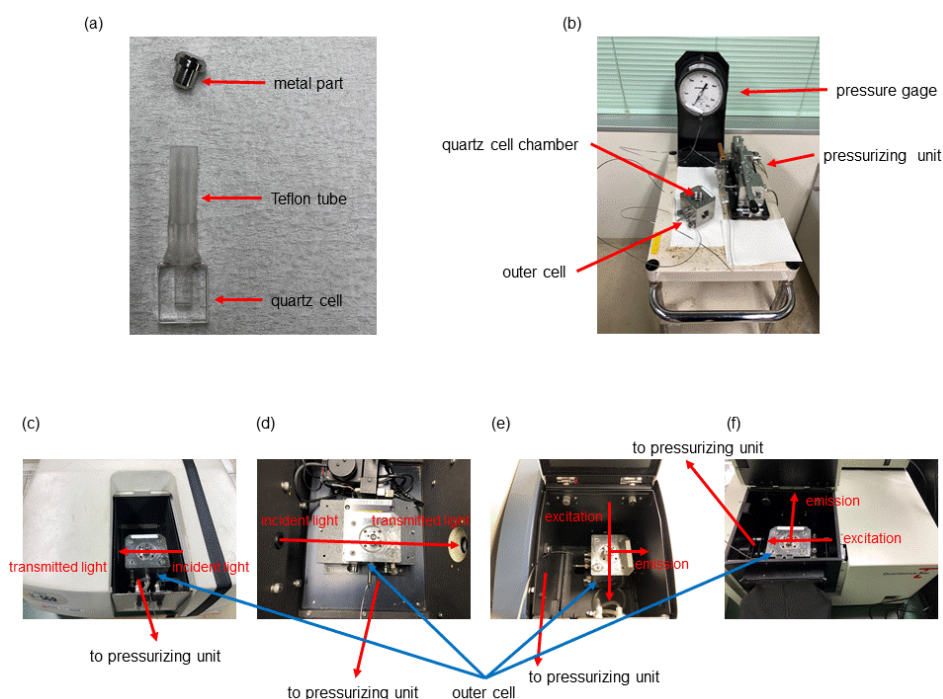 (a)
metal part
Teflon tube
quartz cell
(b)
pressure gage
quartz cell chamber
pressurizing unit
outer cell
(c)
transmitted light
incident light
to pressurizing unit
(d)
incident light
transmitted light
to pressurizing unit
outer cell
(e)
excitation
emission
to pressurizing unit
(f)
to pressurizing unit
emission
excitation